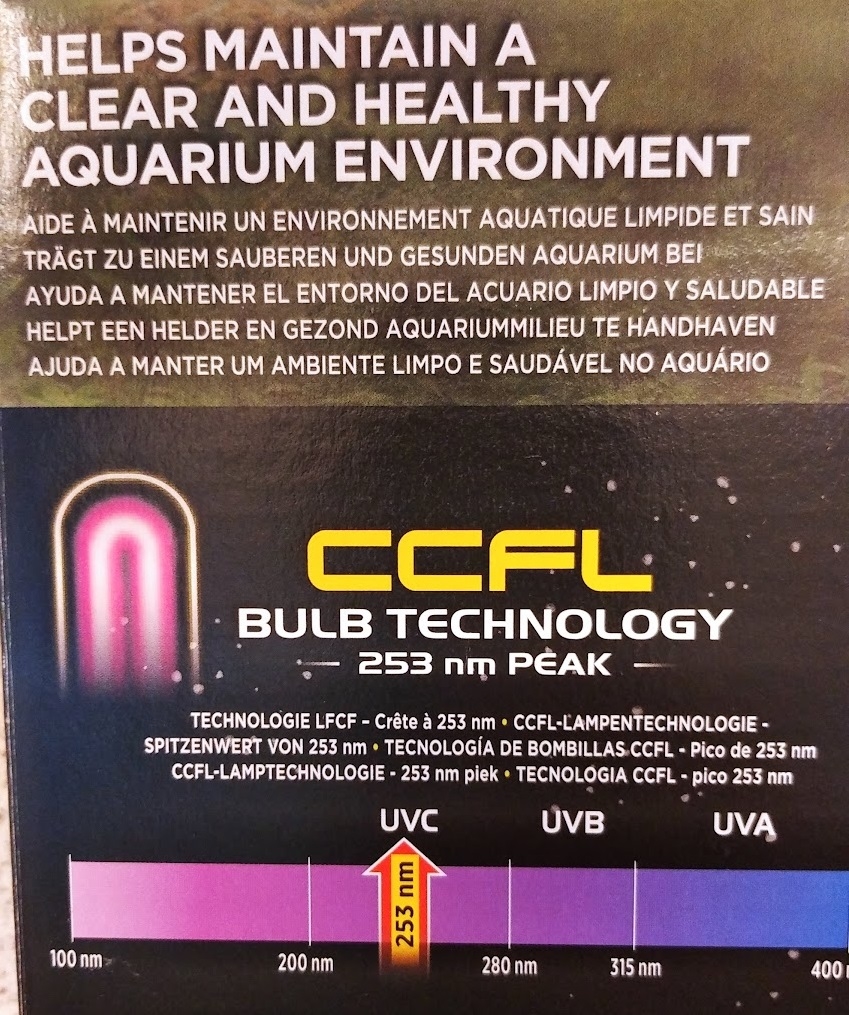 HELPS MAINTAIN A
CLEAR AND HEALTHY
AQUARIUM ENVIRONMENT
AIDE À MAINTENIR UN ENVIRONNEMENT AQUATIQUE LIMPIDE ET SAIN
TRÄGT ZU EINEM SAUBEREN UND GESUNDEN AQUARIUM BEI
AYUDA A MANTENER EL ENTORNO DEL ACUARIO LIMPIO Y SALUDABLE
HELPT EEN HELDER EN GEZOND AQUARIUMMILIEU TE HANDHAVEN
AJUDA A MANTER UM AMBIENTE LIMPO E SAUDÁVEL NO AQUÁRIO
CCFL
BULB TECHNOLOGY
253 nm PEAK
TECHNOLOGIE LFCF – Crête à 253 nm • CCFL-LAMPENTECHNOLOGIE -
SPITZENWERT VON 253 nm • TECNOLOGÍA DE BOMBILLAS CCFL - Pico de 253 nm
CCFL-LAMPTECHNOLOGIE - 253 nm piek • TECNOLOGIA CCFL - pico 253 nm
UVC UVB UVA
253 nm
100 nm 200 nm 280 nm 315 nm 400